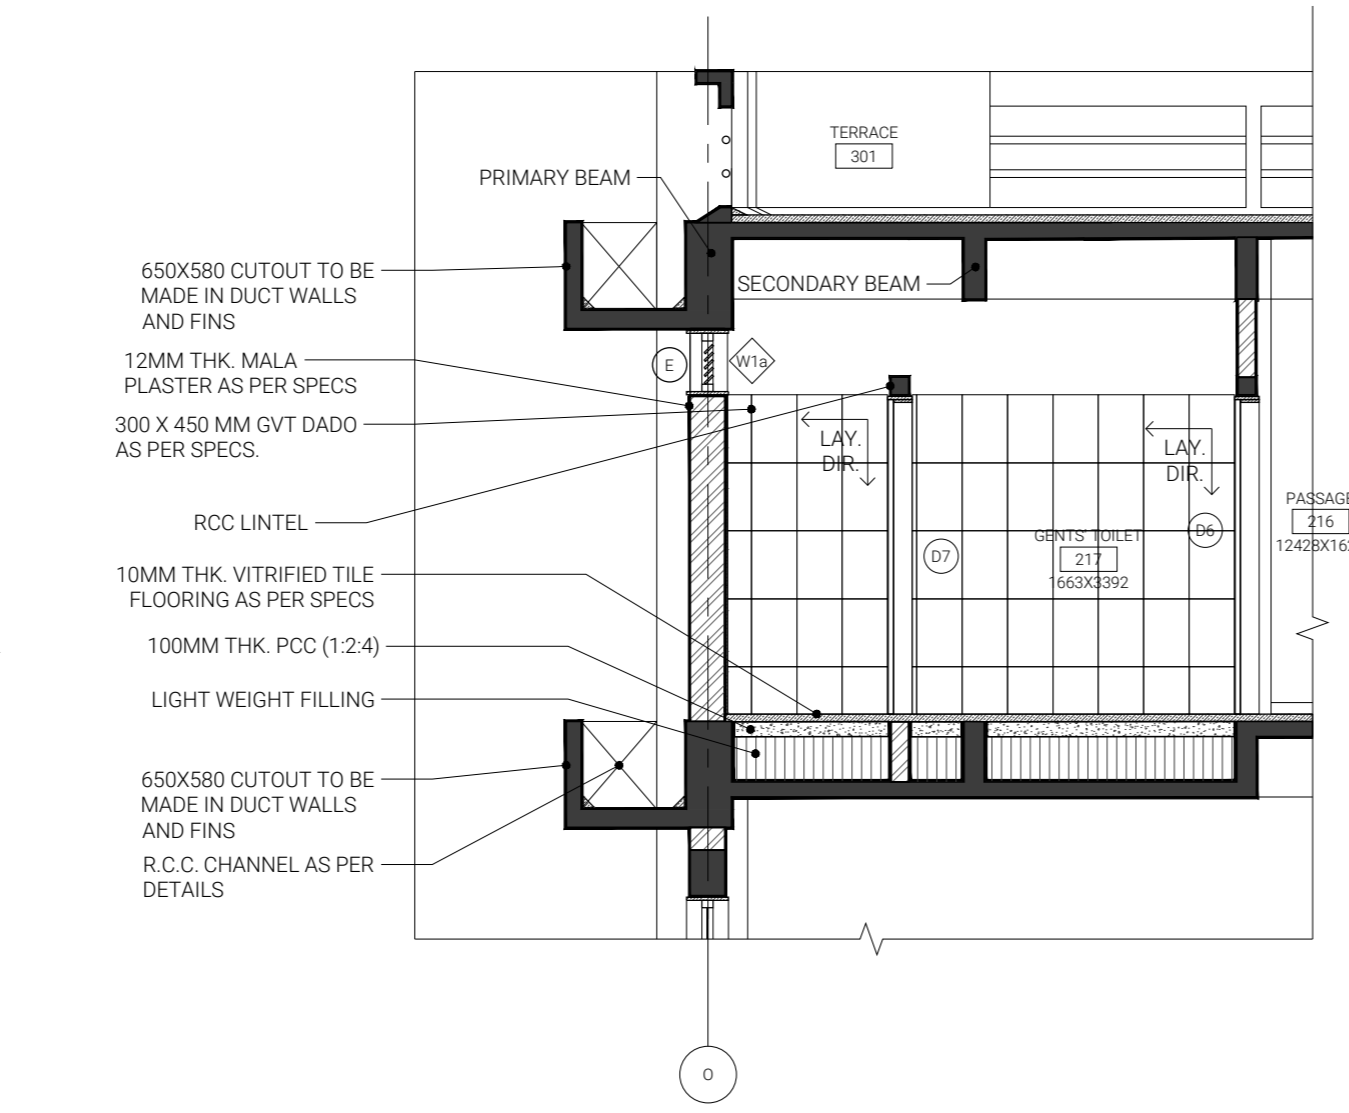 TERRACE
301
PRIMARY BEAM
650X580 CUTOUT TO BE
MADE IN DUCT WALLS
AND FINS
SECONDARY BEAM
12MM THK. MALA
PLASTER AS PER SPECS
E
W1a
300 X 450 MM GVT DADO
AS PER SPECS.
LAY.
DIR.
LAY.
DIR.
RCC LINTEL
PASSAGE
216
12428X16
GENTS' TOILET
217
1663X3392
D7
D6
10MM THK. VITRIFIED TILE
FLOORING AS PER SPECS
100MM THK. PCC (1:2:4)
LIGHT WEIGHT FILLING
650X580 CUTOUT TO BE
MADE IN DUCT WALLS
AND FINS
R.C.C. CHANNEL AS PER
DETAILS
O